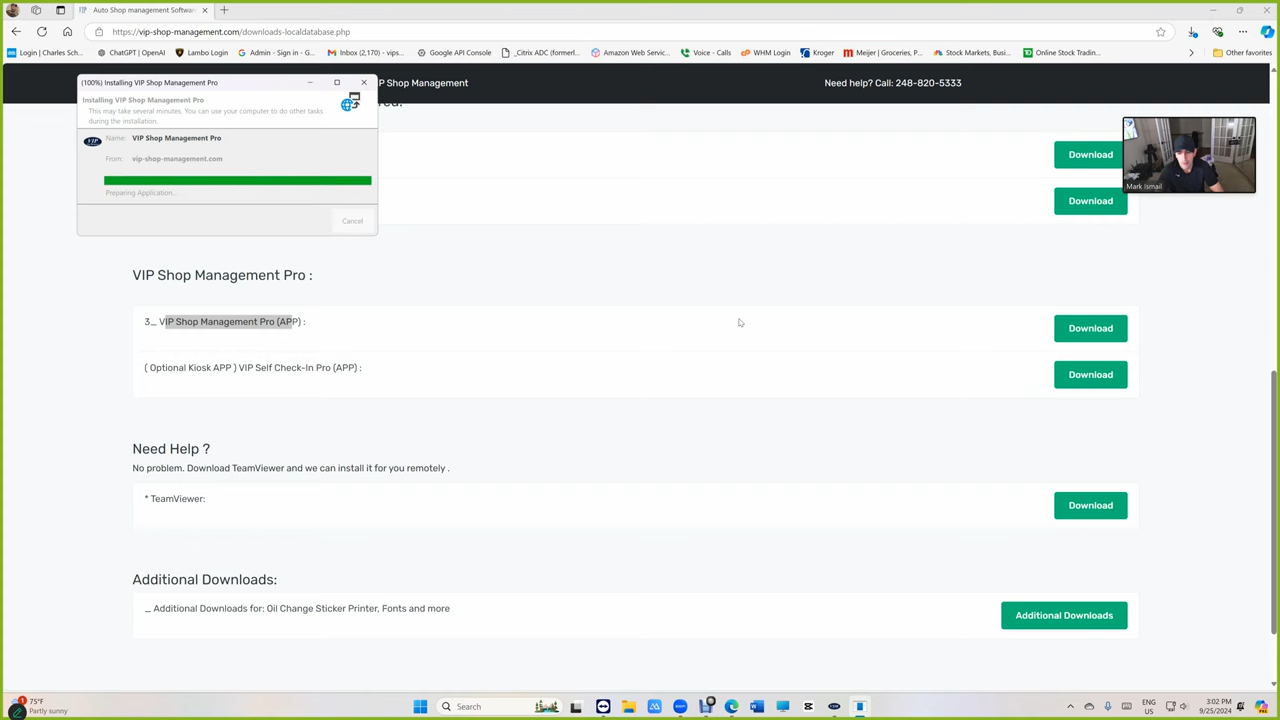 Auto Shop management Softwar
https://vip-shop-management.com/downloads-localdatabase.php
Login | Charles Sch...
ChatGPT | OpenAI
Lambo Login
Admin - Sign in - G...
Inbox (2,170) - vips...
Google API Console
_Citrix ADC (formerl...
Amazon Web Servic...
Voice - Calls
WHM Login
Kroger
Meijer | Groceries, P...
Stock Markets, Busi...
Online Stock Tradin...
Other favorites
P Shop Management
Need help? Call: 248-820-5333
(100%) Installing VIP Shop Management Pro
Installing VIP Shop Management Pro
This may take several minutes. You can use your computer to do other tasks
during the installation.
VIP
Name: VIP Shop Management Pro
From: vip-shop-management.com
Preparing Application...
Cancel
Download
Mark Ismail
Download
VIP Shop Management Pro :
3_ VIP Shop Management Pro (APP) :
Download
( Optional Kiosk APP ) VIP Self Check-In Pro (APP) :
Download
Need Help ?
No problem. Download TeamViewer and we can install it for you remotely .
* TeamViewer:
Download
Additional Downloads:
_ Additional Downloads for: Oil Change Sticker Printer, Fonts and more
Additional Downloads
1
75°F
Partly sunny
Search
ENG
US
3:02 PM
9/25/2024